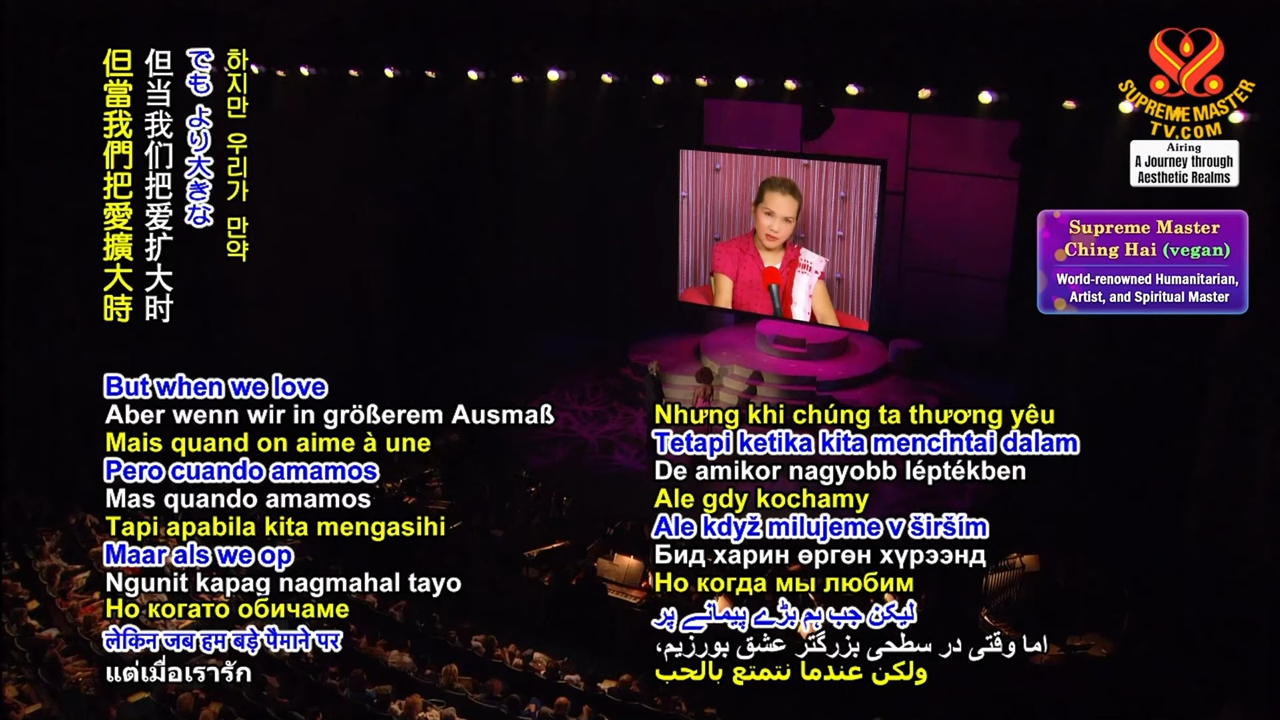 但當我們把愛擴大時
但当我们把爱扩大时
でも より大きな
하지만 우리가 만약
SUPREME MASTER
TV.COM
Airing
A Journey through
Aesthetic Realms
Supreme Master
Ching Hai (vegan)
World-renowned Humanitarian,
Artist, and Spiritual Master
But when we love
Aber wenn wir in größerem Ausmaß
Mais quand on aime à une
Pero cuando amamos
Mas quando amamos
Tapi apabila kita mengasihi
Maar als we op
Ngunit kapag nagmahal tayo
Но когато обичаме
लेकिन जब हम बड़े पैमाने पर
แต่เมื่อเรารัก
Nhưng khi chúng ta thương yêu
Tetapi ketika kita mencintai dalam
De amikor nagyobb léptékben
Ale gdy kochamy
Ale když milujeme v širším
Бид харин өргөн хүрээнд
Но когда мы любим
لیکن جب ہم بڑے پیمانے پر
اما وقتی در سطحی بزرگتر عشق بورزیم،
ولكن عندما نتمتع بالحب